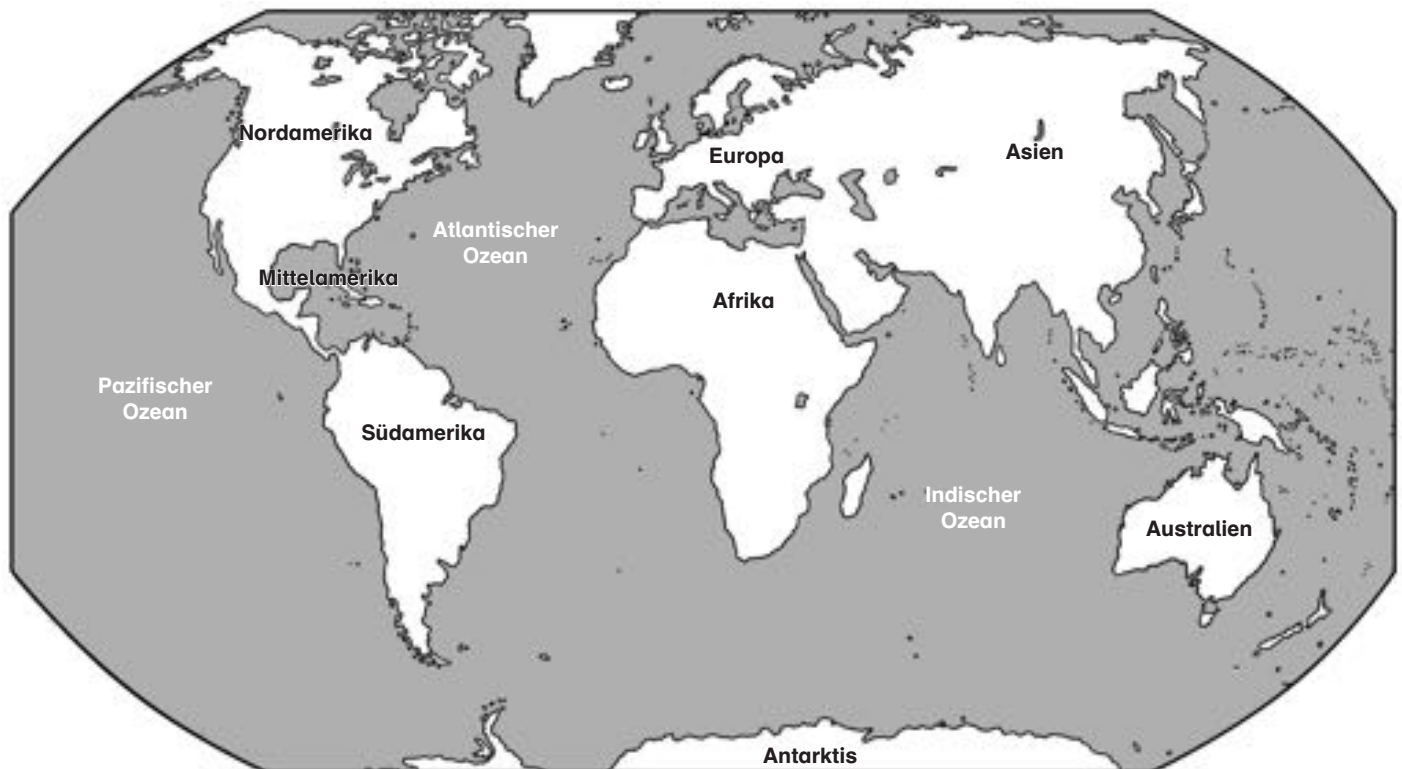 Nordamerika
Europa
Asien
Atlantischer
Ozean
Mittelamerika
Afrika
Pazifischer
Ozean
Südamerika
Indischer
Ozean
Australien
Antarktis